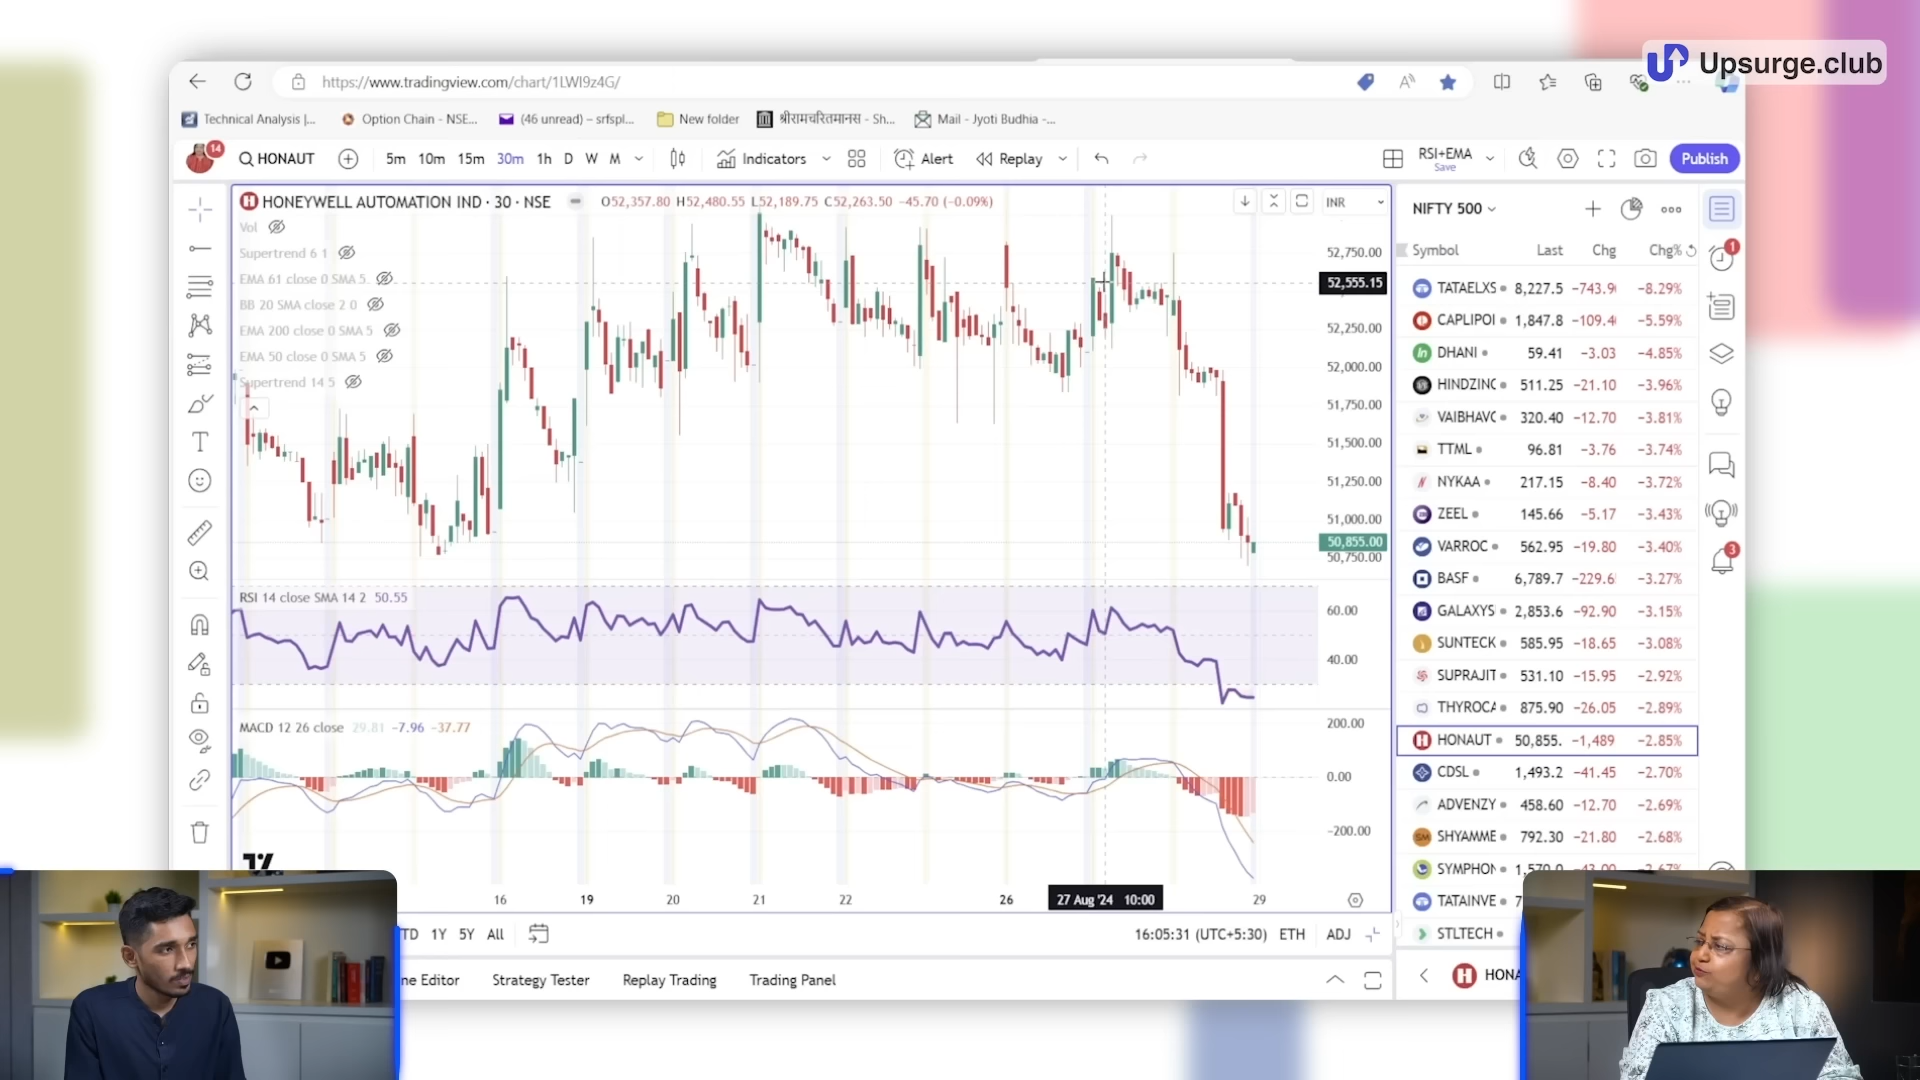 Upsurge.club
https://www.tradingview.com/chart/1LWI9z4G/
Technical Analysis |...
Option Chain - NSE...
(46 unread) – srfspl...
New folder
श्रीरामचरितमानस - Sh...
Mail - Jyoti Budhia -...
14
HONAUT
5m 10m 15m 30m 1h D W M
Indicators
Alert
Replay
RSI+EMA
Save
Publish
HONEYWELL AUTOMATION IND · 30 · NSE
O52,357.80 H52,480.55 L52,189.75 C52,263.50 −45.70 (−0.09%)
INR
Vol
Supertrend 6 1
EMA 61 close 0 SMA 5
BB 20 SMA close 2 0
EMA 200 close 0 SMA 5
EMA 50 close 0 SMA 5
Supertrend 14 5
52,750.00
52,555.15
52,250.00
52,000.00
51,750.00
51,500.00
51,250.00
51,000.00
50,855.00
50,750.00
RSI 14 close SMA 14 2 50.55
60.00
40.00
MACD 12 26 close 29.81 −7.96 −37.77
200.00
0.00
−200.00
16 19 20 21 22 26 27 Aug '24 10:00 29
TD 1Y 5Y All
16:05:31 (UTC+5:30) ETH ADJ
ne Editor Strategy Tester Replay Trading Trading Panel
NIFTY 500
Symbol Last Chg Chg%
TATAELXS 8,227.5 −743.9 −8.29%
CAPLIPOI 1,847.8 −109.4 −5.59%
DHANI 59.41 −3.03 −4.85%
HINDZINC 511.25 −21.10 −3.96%
VAIBHAVG 320.40 −12.70 −3.81%
TTML 96.81 −3.76 −3.74%
NYKAA 217.15 −8.40 −3.72%
ZEEL 145.66 −5.17 −3.43%
VARROC 562.95 −19.80 −3.40%
BASF 6,789.7 −229.6 −3.27%
GALAXYS 2,853.6 −92.90 −3.15%
SUNTECK 585.95 −18.65 −3.08%
SUPRAJIT 531.10 −15.95 −2.92%
THYROCA 875.90 −26.05 −2.89%
HONAUT 50,855. −1,489 −2.85%
CDSL 1,493.2 −41.45 −2.70%
ADVENZY 458.60 −12.70 −2.69%
SHYAMME 792.30 −21.80 −2.68%
SYMPHON 1,570.0 −43.00 −2.67%
TATAINVE 7
STLTECH
HONA
1
3